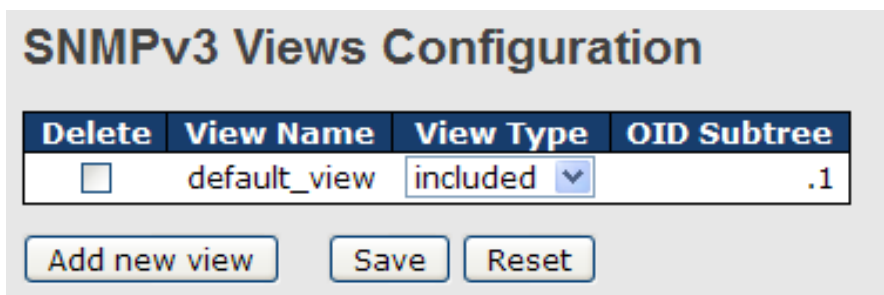 SNMPv3 Views Configuration
Delete View Name View Type OID Subtree
default_view included .1
Add new view Save Reset